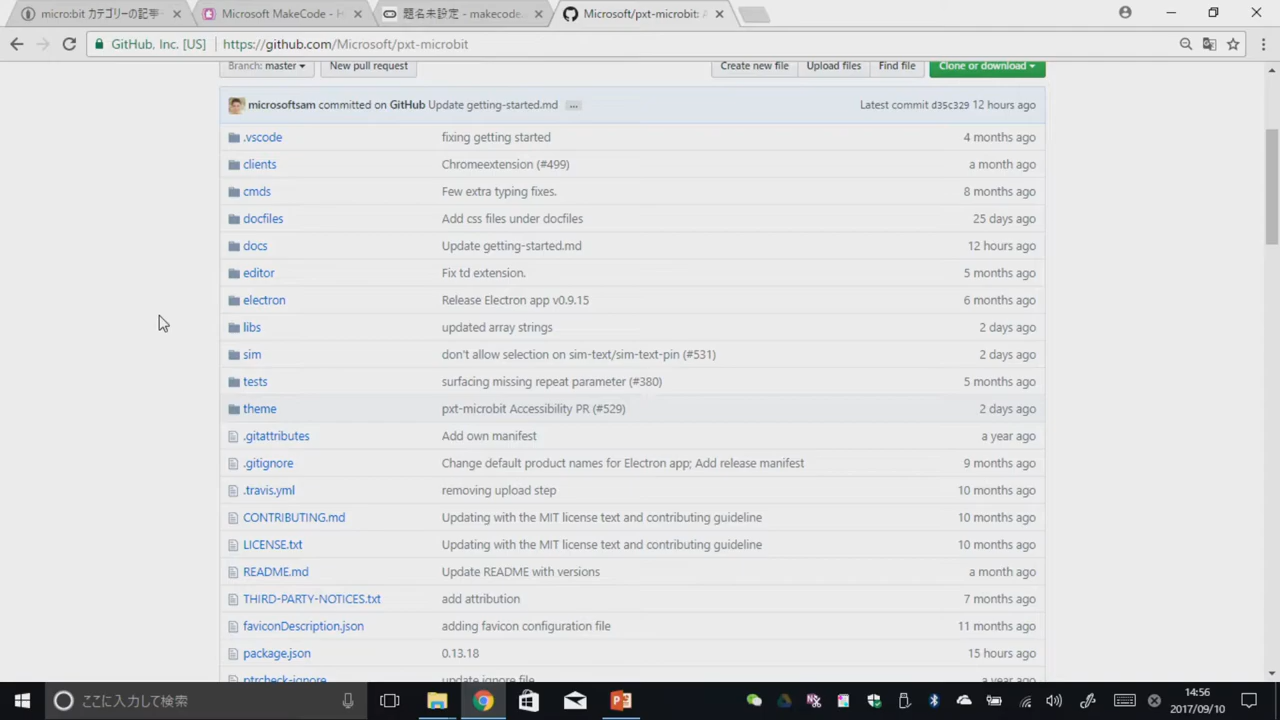 micro:bit カテゴリーの記事
Microsoft MakeCode - H
題名未設定 - makecode.
Microsoft/pxt-microbit: A
GitHub, Inc. [US]
https://github.com/Microsoft/pxt-microbit
Branch: master
New pull request
Create new file
Upload files
Find file
Clone or download
microsoftsam committed on GitHub Update getting-started.md ...
Latest commit d35c329 12 hours ago
.vscode fixing getting started 4 months ago
clients Chromeextension (#499) a month ago
cmds Few extra typing fixes. 8 months ago
docfiles Add css files under docfiles 25 days ago
docs Update getting-started.md 12 hours ago
editor Fix td extension. 5 months ago
electron Release Electron app v0.9.15 6 months ago
libs updated array strings 2 days ago
sim don't allow selection on sim-text/sim-text-pin (#531) 2 days ago
tests surfacing missing repeat parameter (#380) 5 months ago
theme pxt-microbit Accessibility PR (#529) 2 days ago
.gitattributes Add own manifest a year ago
.gitignore Change default product names for Electron app; Add release manifest 9 months ago
.travis.yml removing upload step 10 months ago
CONTRIBUTING.md Updating with the MIT license text and contributing guideline 10 months ago
LICENSE.txt Updating with the MIT license text and contributing guideline 10 months ago
README.md Update README with versions a month ago
THIRD-PARTY-NOTICES.txt add attribution 7 months ago
faviconDescription.json adding favicon configuration file 11 months ago
package.json 0.13.18 15 hours ago
ptrcheck-ignore update ignore file a year ago
ここに入力して検索
14:56
2017/09/10